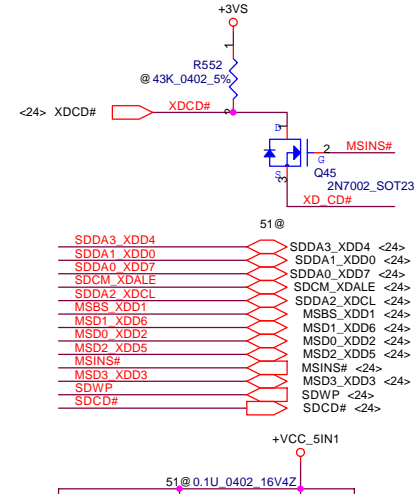 +3VS
1
R552
@ 43K_0402_5%
2
<24> XDCD#
XDCD#
1
D
2
MSINS#
G
S
3
Q45
2N7002_SOT23
XD_CD#
51@
SDDA3_XDD4 SDDA3_XDD4 <24>
SDDA1_XDD0 SDDA1_XDD0 <24>
SDDA0_XDD7 SDDA0_XDD7 <24>
SDCM_XDALE SDCM_XDALE <24>
SDDA2_XDCL SDDA2_XDCL <24>
MSBS_XDD1 MSBS_XDD1 <24>
MSD1_XDD6 MSD1_XDD6 <24>
MSD0_XDD2 MSD0_XDD2 <24>
MSD2_XDD5 MSD2_XDD5 <24>
MSINS# MSINS# <24>
MSD3_XDD3 MSD3_XDD3 <24>
SDWP SDWP <24>
SDCD# SDCD# <24>
+VCC_5IN1
51@ 0.1U_0402_16V4Z